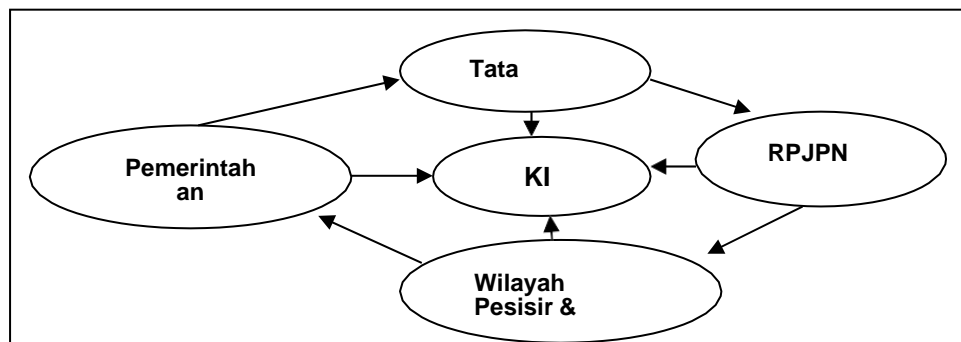 Tata
RPJPN
Pemerintah
an
KI
Wilayah
Pesisir &